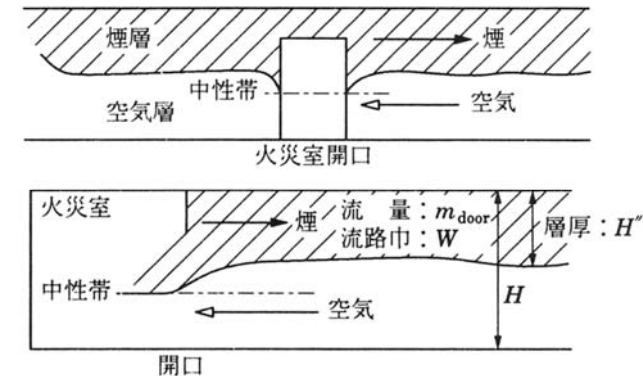 煙層
煙
中性帯
空気層
空気
火災室開口
火災室
煙
流 量:m_door
流路巾:W
層厚:H″
中性帯
H
空気
開口